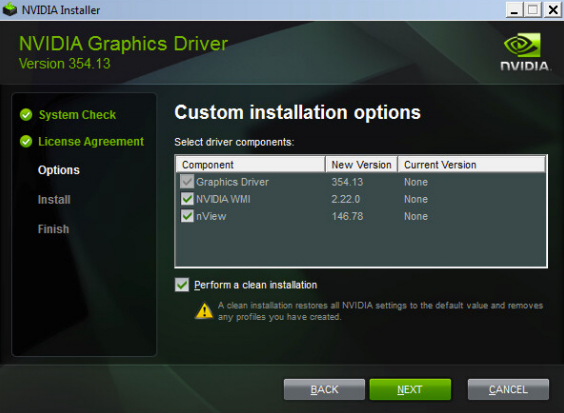 NVIDIA Installer
NVIDIA Graphics Driver
Version 354.13
NVIDIA.
System Check
License Agreement
Options
Install
Finish
Custom installation options
Select driver components:
Component New Version Current Version
Graphics Driver 354.13 None
NVIDIA WMI 2.22.0 None
nView 146.78 None
Perform a clean installation
A clean installation restores all NVIDIA settings to the default value and removes
any profiles you have created.
BACK NEXT CANCEL